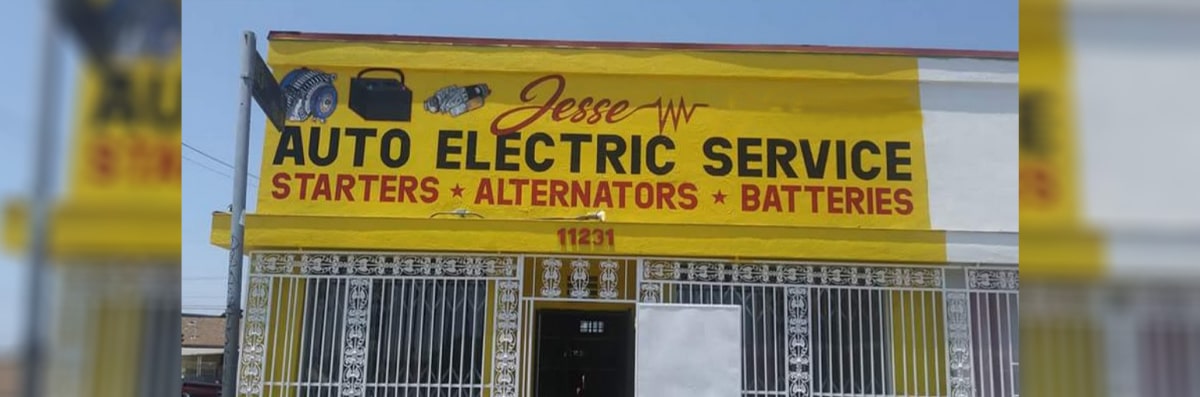 Jesse
AUTO ELECTRIC SERVICE
STARTERS ★ ALTERNATORS ★ BATTERIES
11231